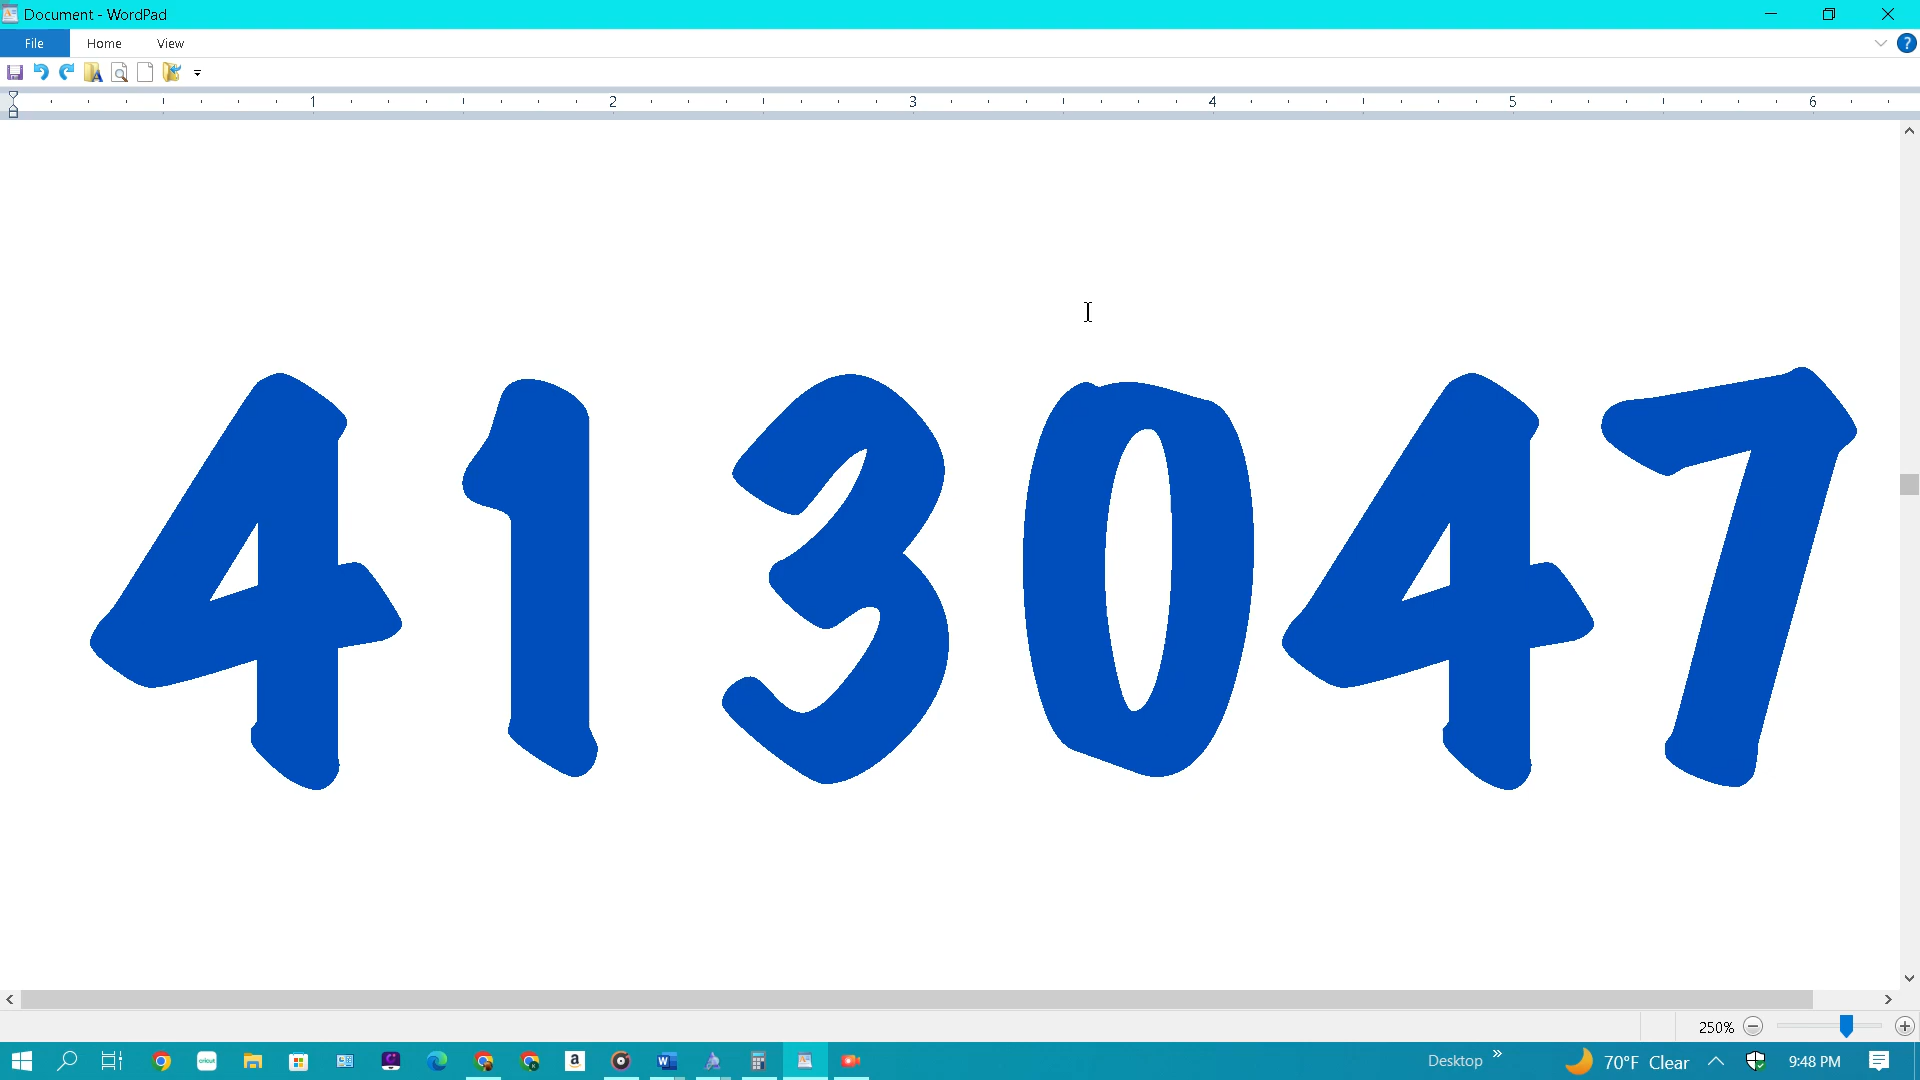 Document - WordPad
File Home View
1 2 3 4 5 6
413047
250%
Desktop » 70°F Clear 9:48 PM